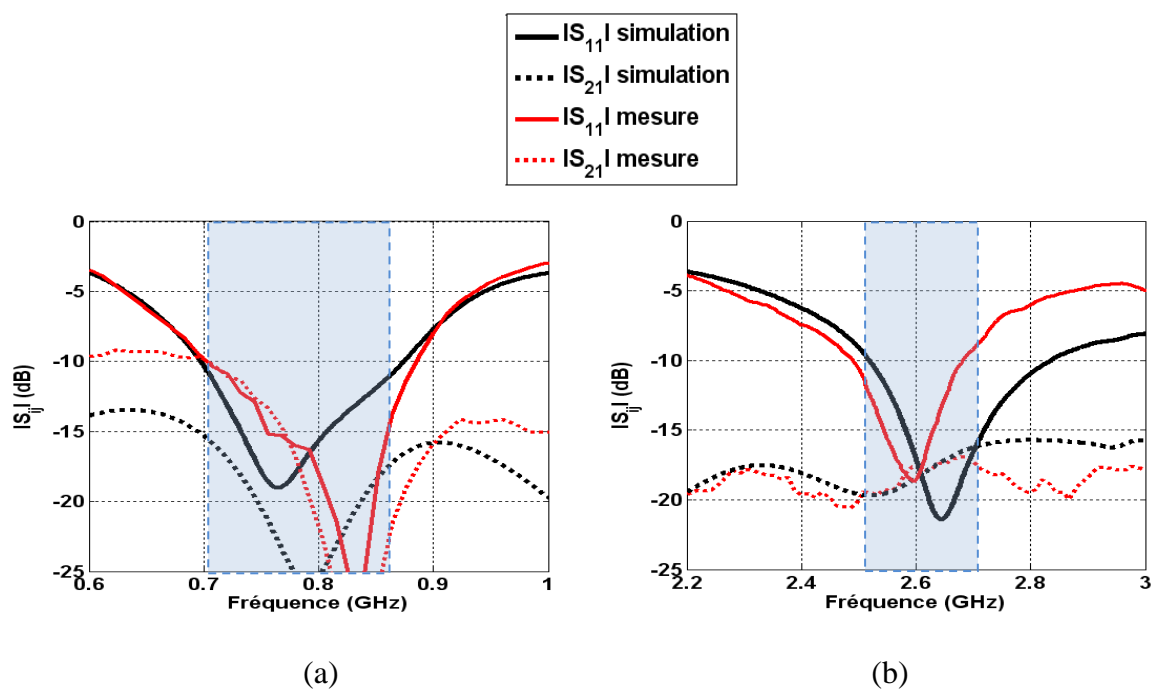 |S11| simulation
|S21| simulation
|S11| mesure
|S21| mesure
0
-5
-10
-15
-20
-25
0.6
0.7
0.8
0.9
1
|Sij| (dB)
Fréquence (GHz)
(a)
0
-5
-10
-15
-20
-25
2.2
2.4
2.6
2.8
3
|Sij| (dB)
Fréquence (GHz)
(b)